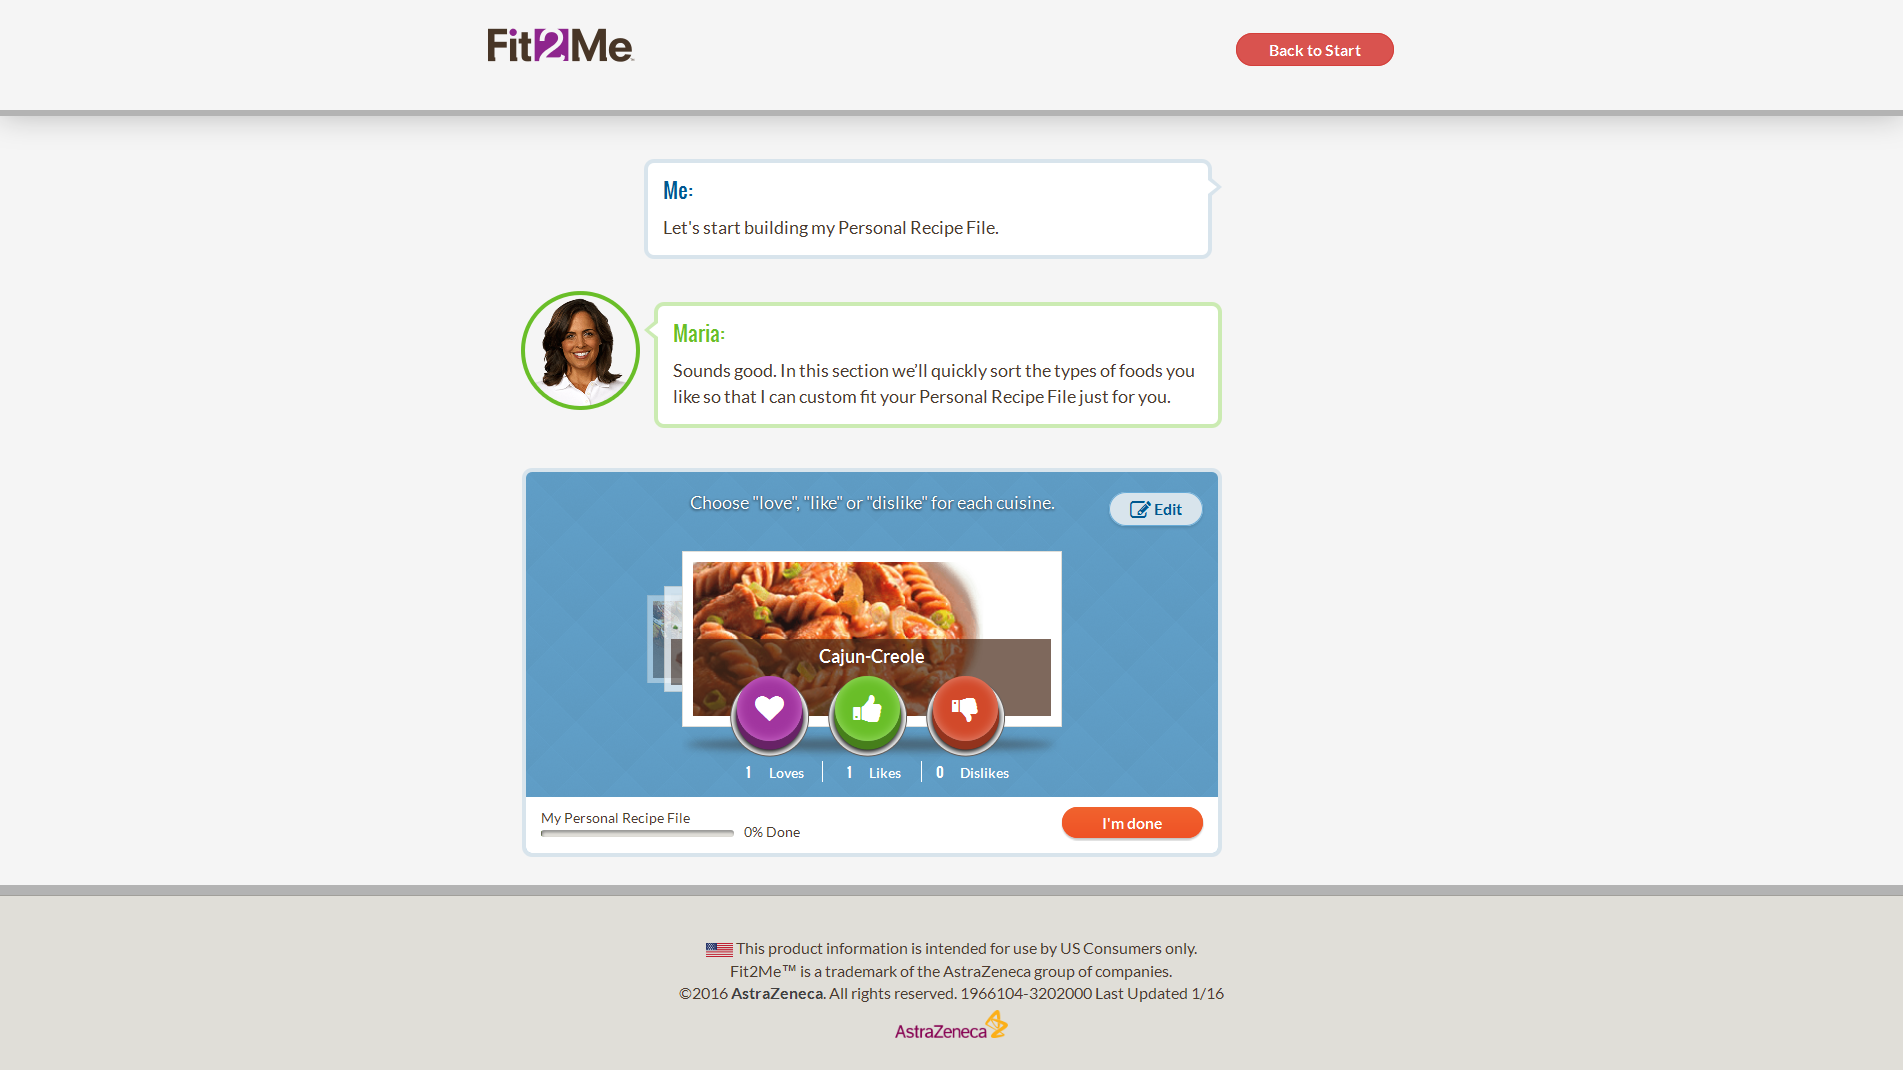 Fit2Me™
Back to Start
Me:
Let's start building my Personal Recipe File.
Maria:
Sounds good. In this section we’ll quickly sort the types of foods you
like so that I can custom fit your Personal Recipe File just for you.
Choose "love", "like" or "dislike" for each cuisine.
Edit
Cajun-Creole
1 Loves
1 Likes
0 Dislikes
My Personal Recipe File
0% Done
I'm done
This product information is intended for use by US Consumers only.
Fit2Me™ is a trademark of the AstraZeneca group of companies.
©2016 AstraZeneca. All rights reserved. 1966104-3202000 Last Updated 1/16
AstraZeneca